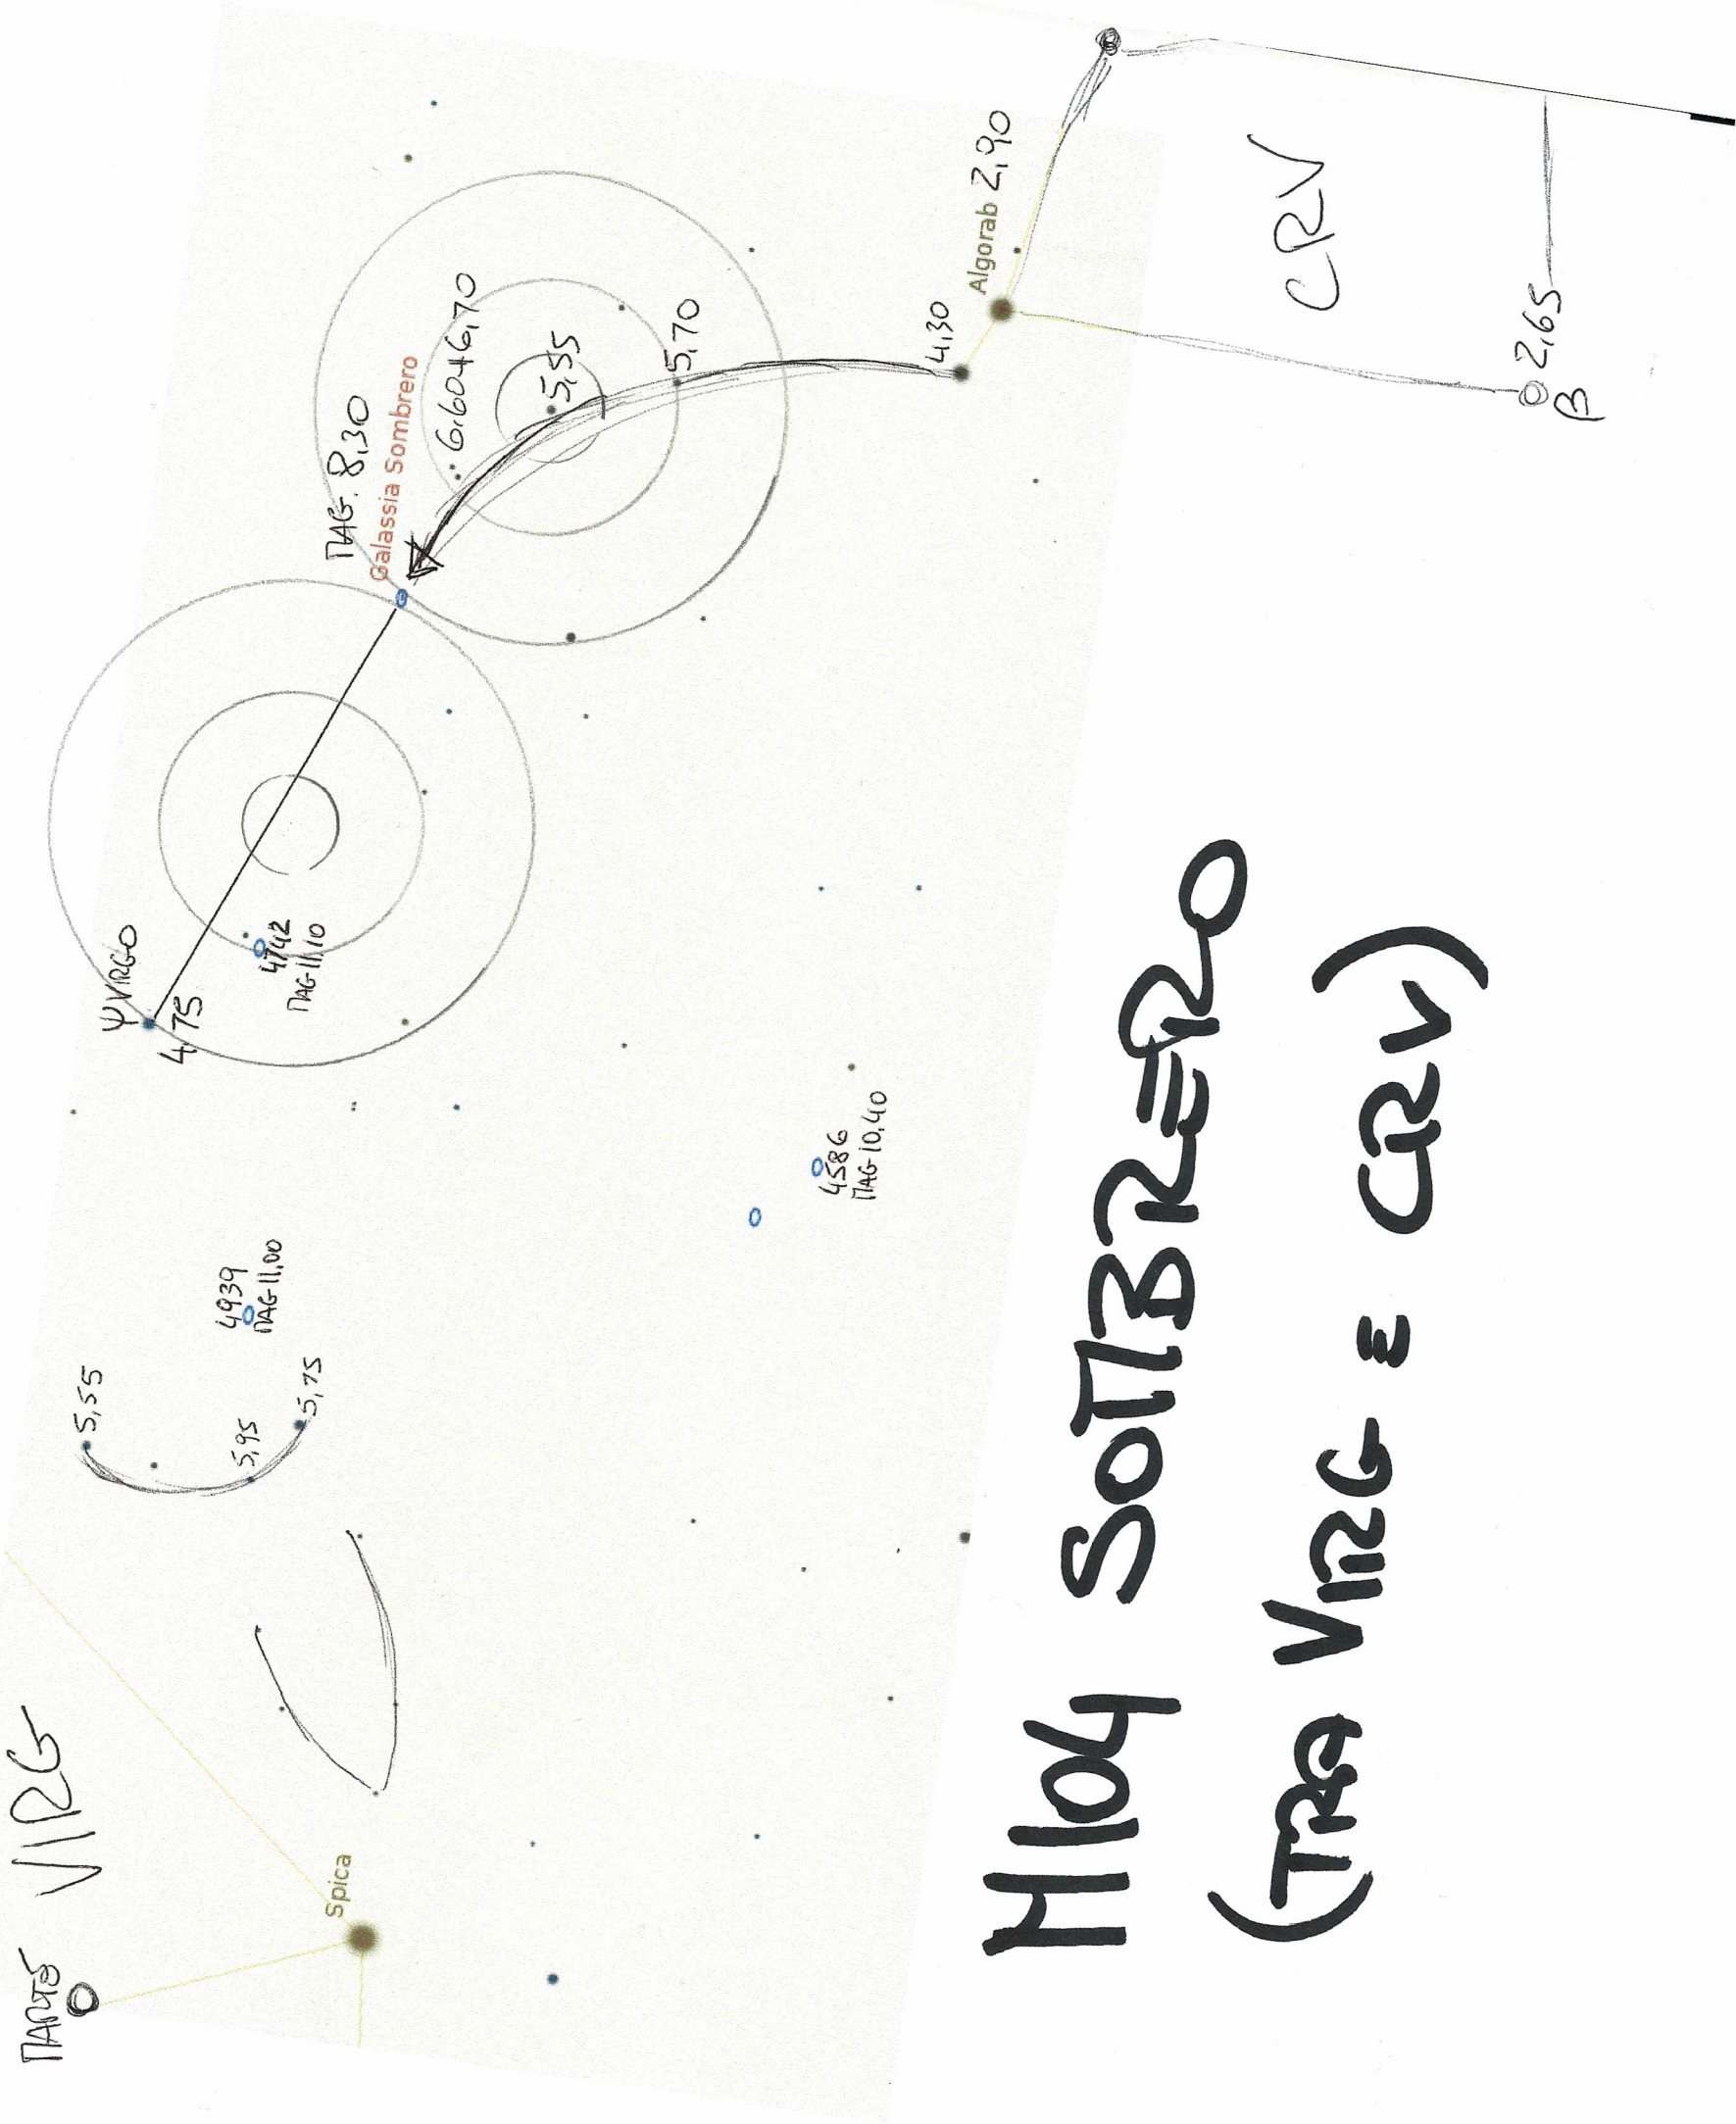 MARTE
VIRG
Spica
5,55
5,95
5,75
4939
MAG 11,00
Ψ VIRGO
4,75
4742
MAG 11,10
MAG. 8,30
Galassia Sombrero
6,60+6,70
5,55
5,70
4,30
Algorab 2,90
CRV
2,65
β
4586
MAG 10,40
M104 SOMBRERO
(TRA VIRG E CRV)